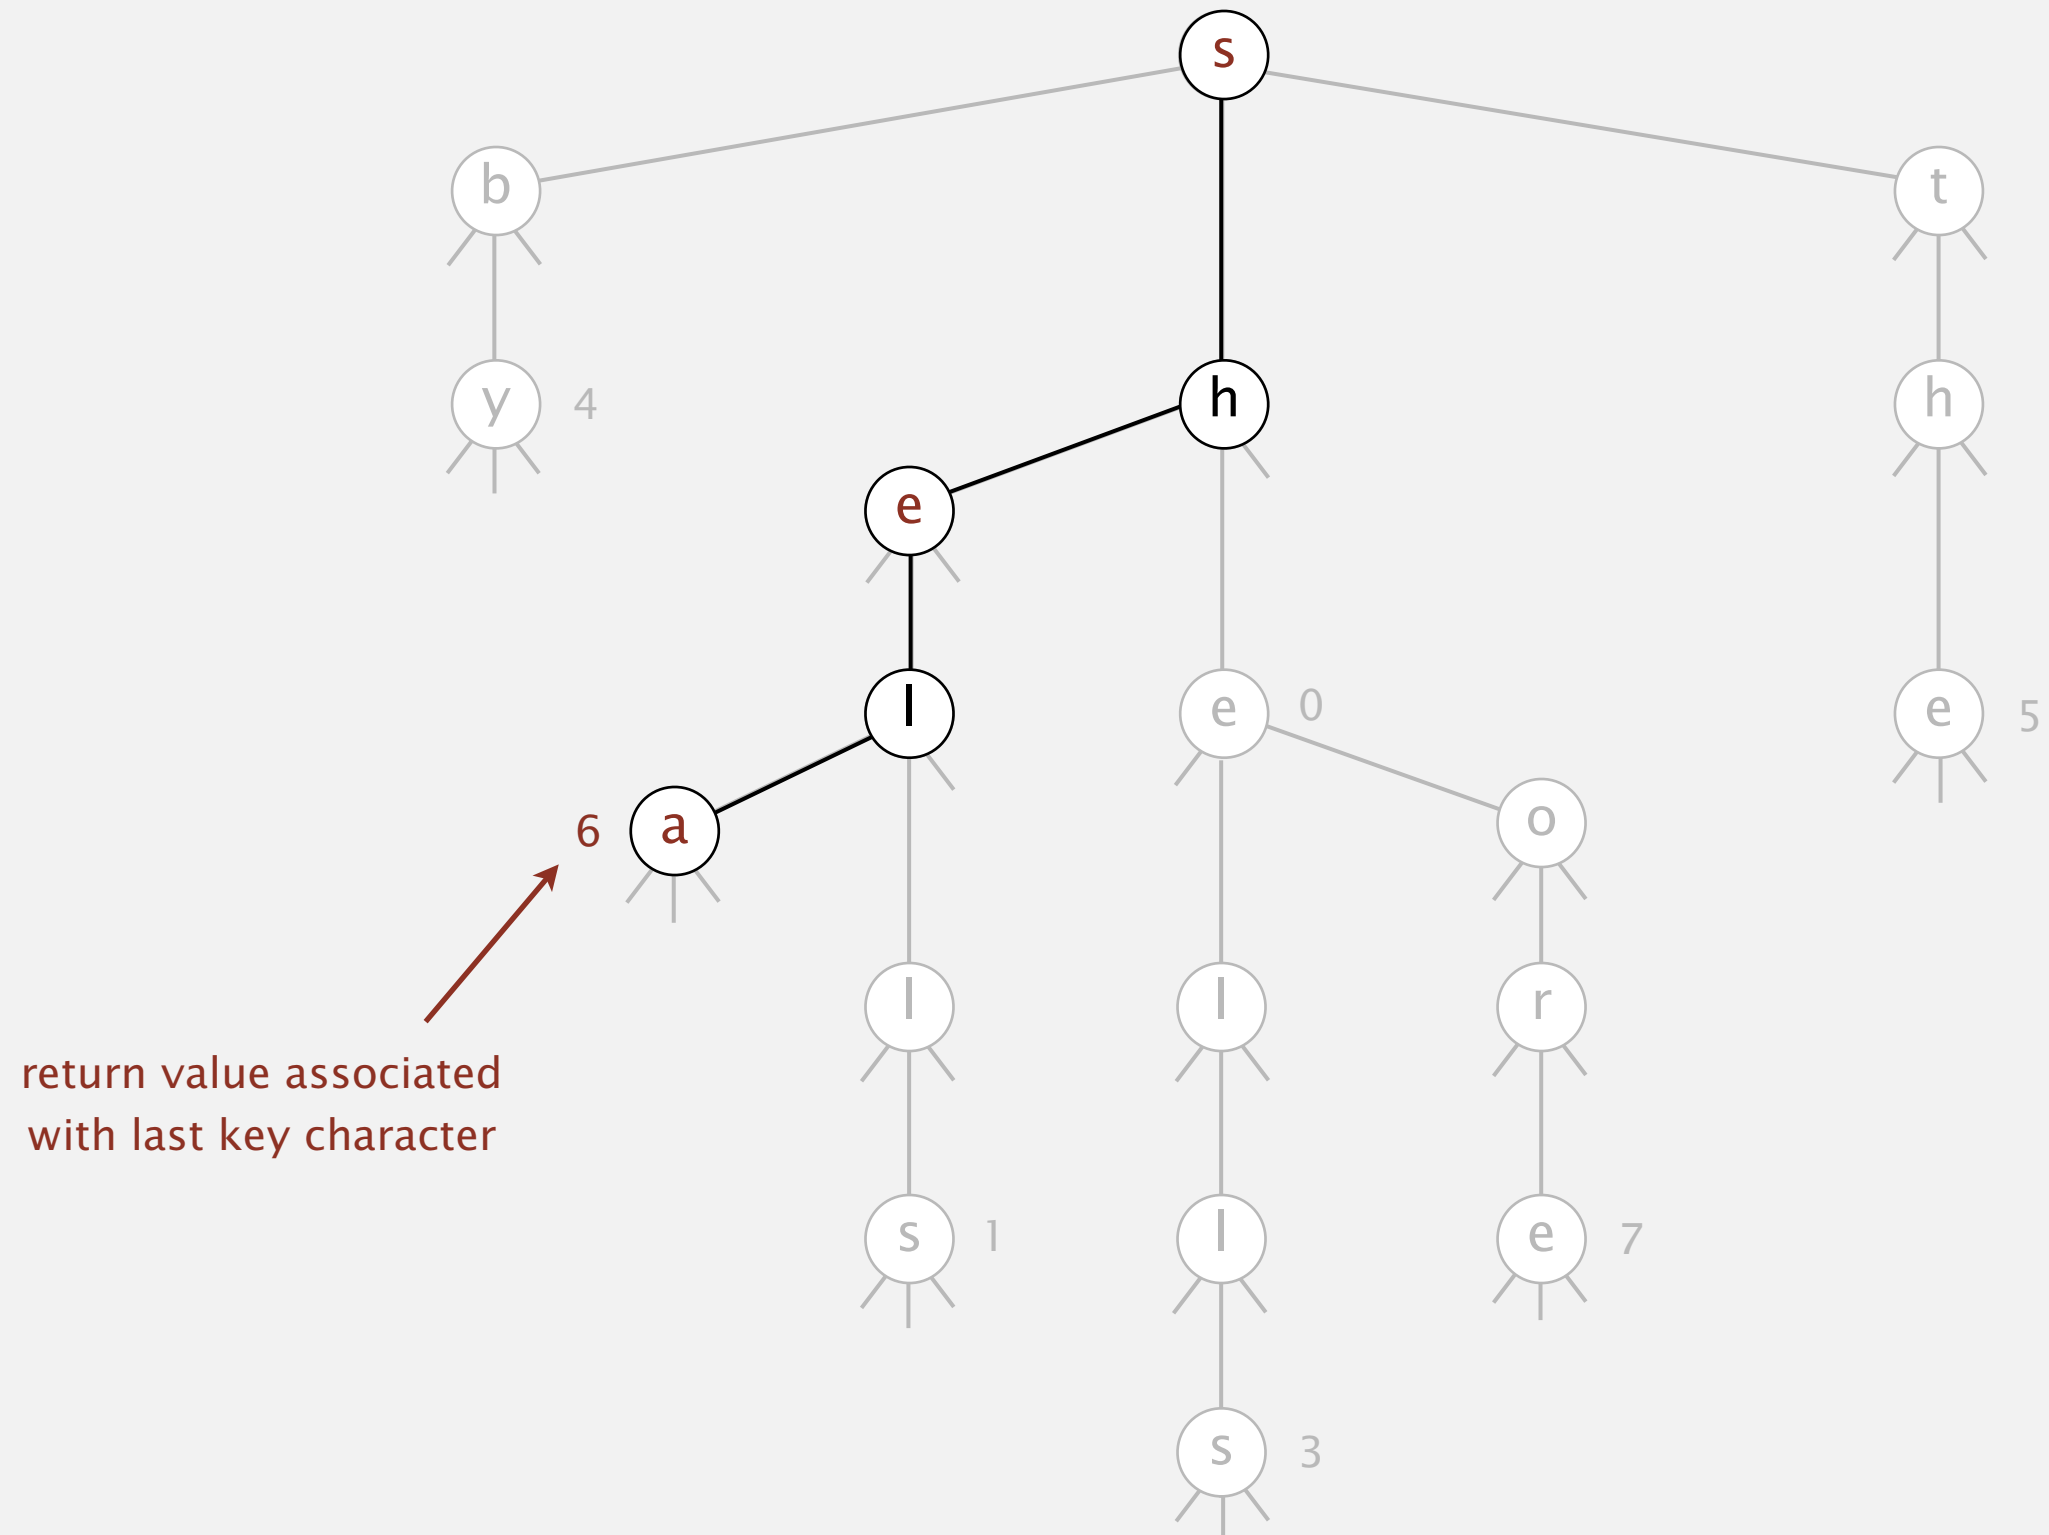 s
b
t
y 4
h
h
e
l
e 0
e 5
6 a
o
l
l
r
return value associated
with last key character
s 1
l
e 7
s 3